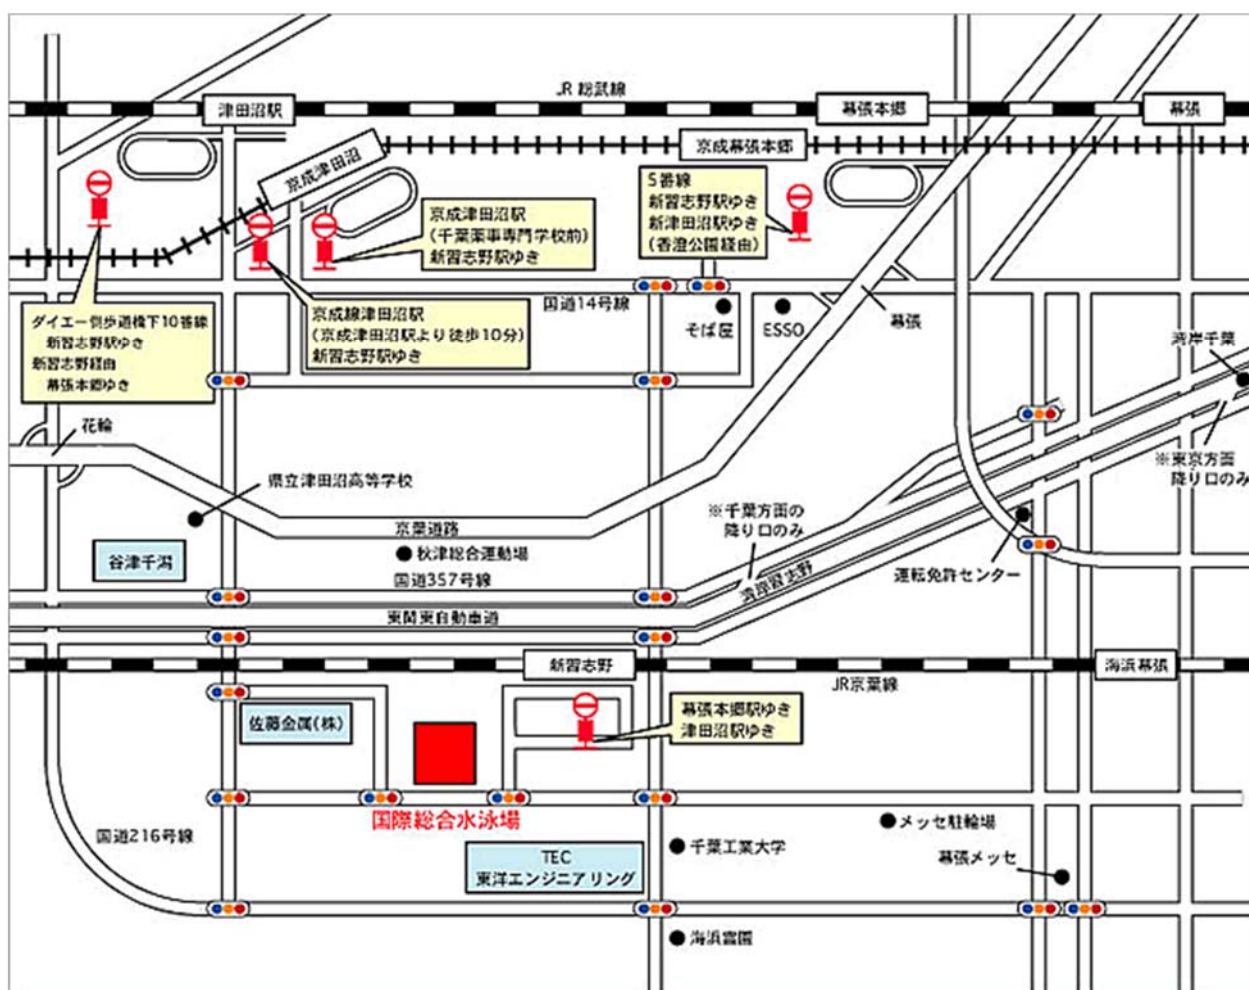 JR 総武線
津田沼駅
幕張本郷
幕張
京成幕張本郷
京成津田沼
5番線
新習志野駅ゆき
新津田沼駅ゆき
(香澄公園経由)
京成津田沼駅
(千葉薬事専門学校前)
新習志野駅ゆき
国道14号線
京成線津田沼駅
(京成津田沼駅より徒歩10分)
新習志野駅ゆき
ダイエー側歩道橋下10番線
新習志野駅ゆき
新習志野経由
幕張本郷ゆき
そば屋
ESSO
幕張
湾岸千葉
花輪
※東京方面
降り口のみ
県立津田沼高等学校
※千葉方面の
降り口のみ
京葉道路
秋津総合運動場
谷津干潟
国道357号線
湾岸習志野
運転免許センター
東関東自動車道
新習志野
海浜幕張
JR京葉線
佐藤金属(株)
幕張本郷駅ゆき
津田沼駅ゆき
国際総合水泳場
国道216号線
メッセ駐輪場
千葉工業大学
幕張メッセ
TEC
東洋エンジニアリング
海浜霊園